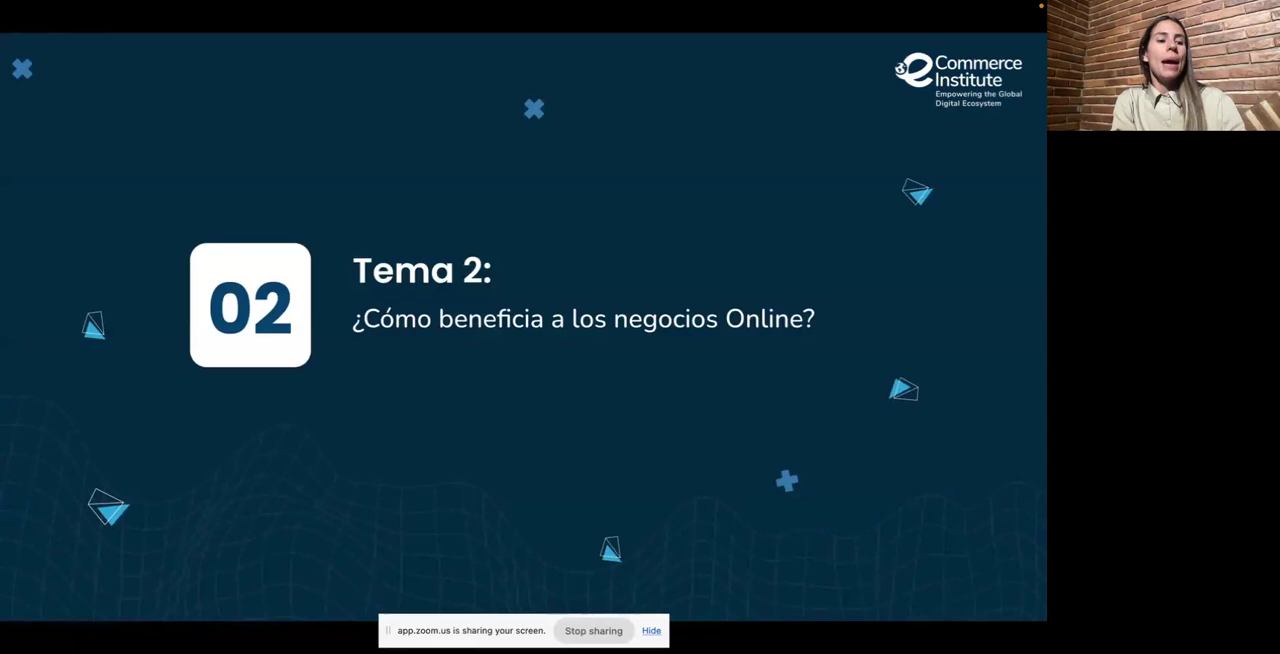 Commerce
Institute
Empowering the Global
Digital Ecosystem
02
Tema 2:
¿Cómo beneficia a los negocios Online?
app.zoom.us is sharing your screen.
Stop sharing
Hide